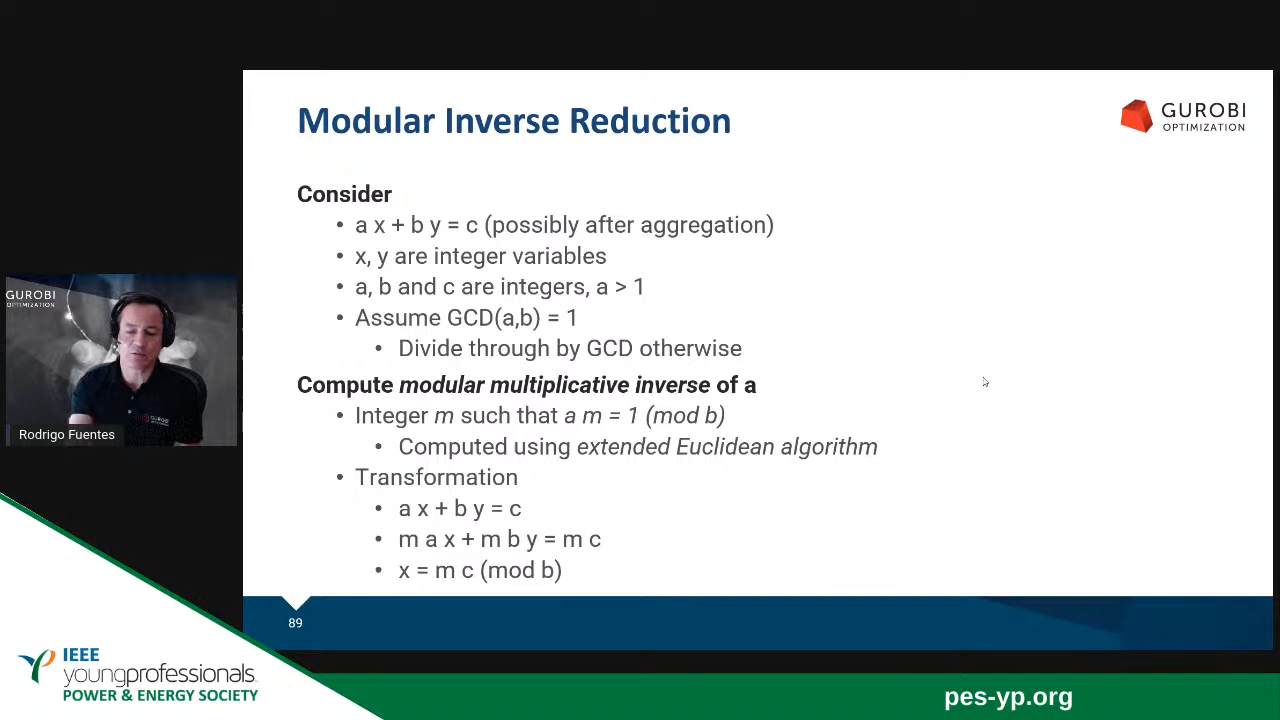 Modular Inverse Reduction
GUROBI
OPTIMIZATION
Consider
• a x + b y = c (possibly after aggregation)
• x, y are integer variables
• a, b and c are integers, a > 1
• Assume GCD(a,b) = 1
• Divide through by GCD otherwise
Compute modular multiplicative inverse of a
• Integer m such that a m = 1 (mod b)
• Computed using extended Euclidean algorithm
• Transformation
• a x + b y = c
• m a x + m b y = m c
• x = m c (mod b)
89
GUROBI
OPTIMIZATION
GUROBI
Rodrigo Fuentes
IEEE
youngprofessionals
POWER & ENERGY SOCIETY
pes-yp.org